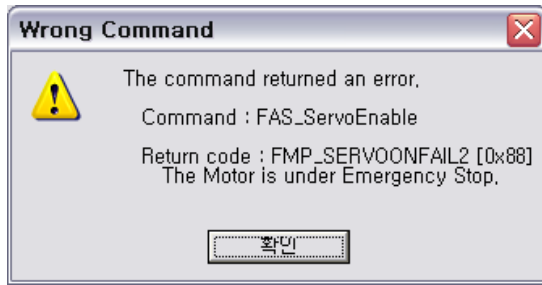 Wrong Command
The command returned an error,
Command : FAS_ServoEnable
Return code : FMP_SERVOONFAIL2 [0x88]
The Motor is under Emergency Stop,
확인